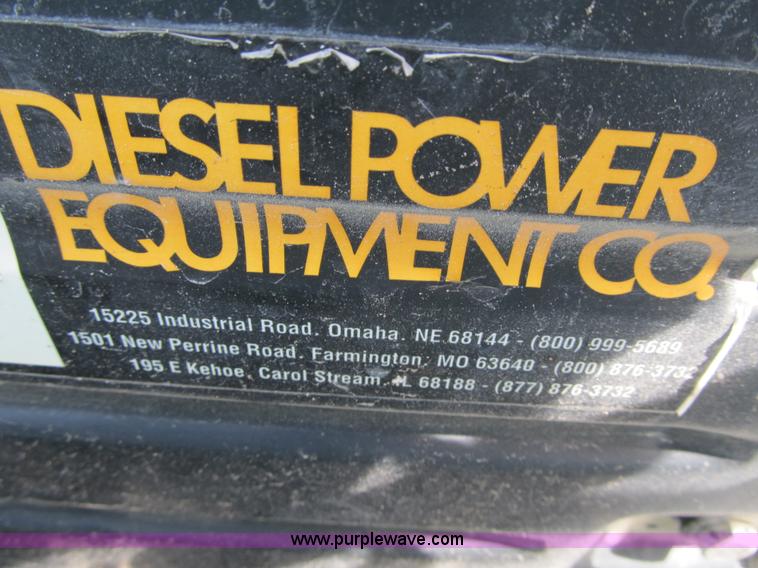 DIESEL POWER
EQUIPMENT CO.
15225 Industrial Road. Omaha. NE 68144 - (800) 999-5689
1501 New Perrine Road. Farmington, MO 63640 - (800) 876-3732
195 E Kehoe. Carol Stream. IL 68188 - (877) 876-3732
www.purplewave.com